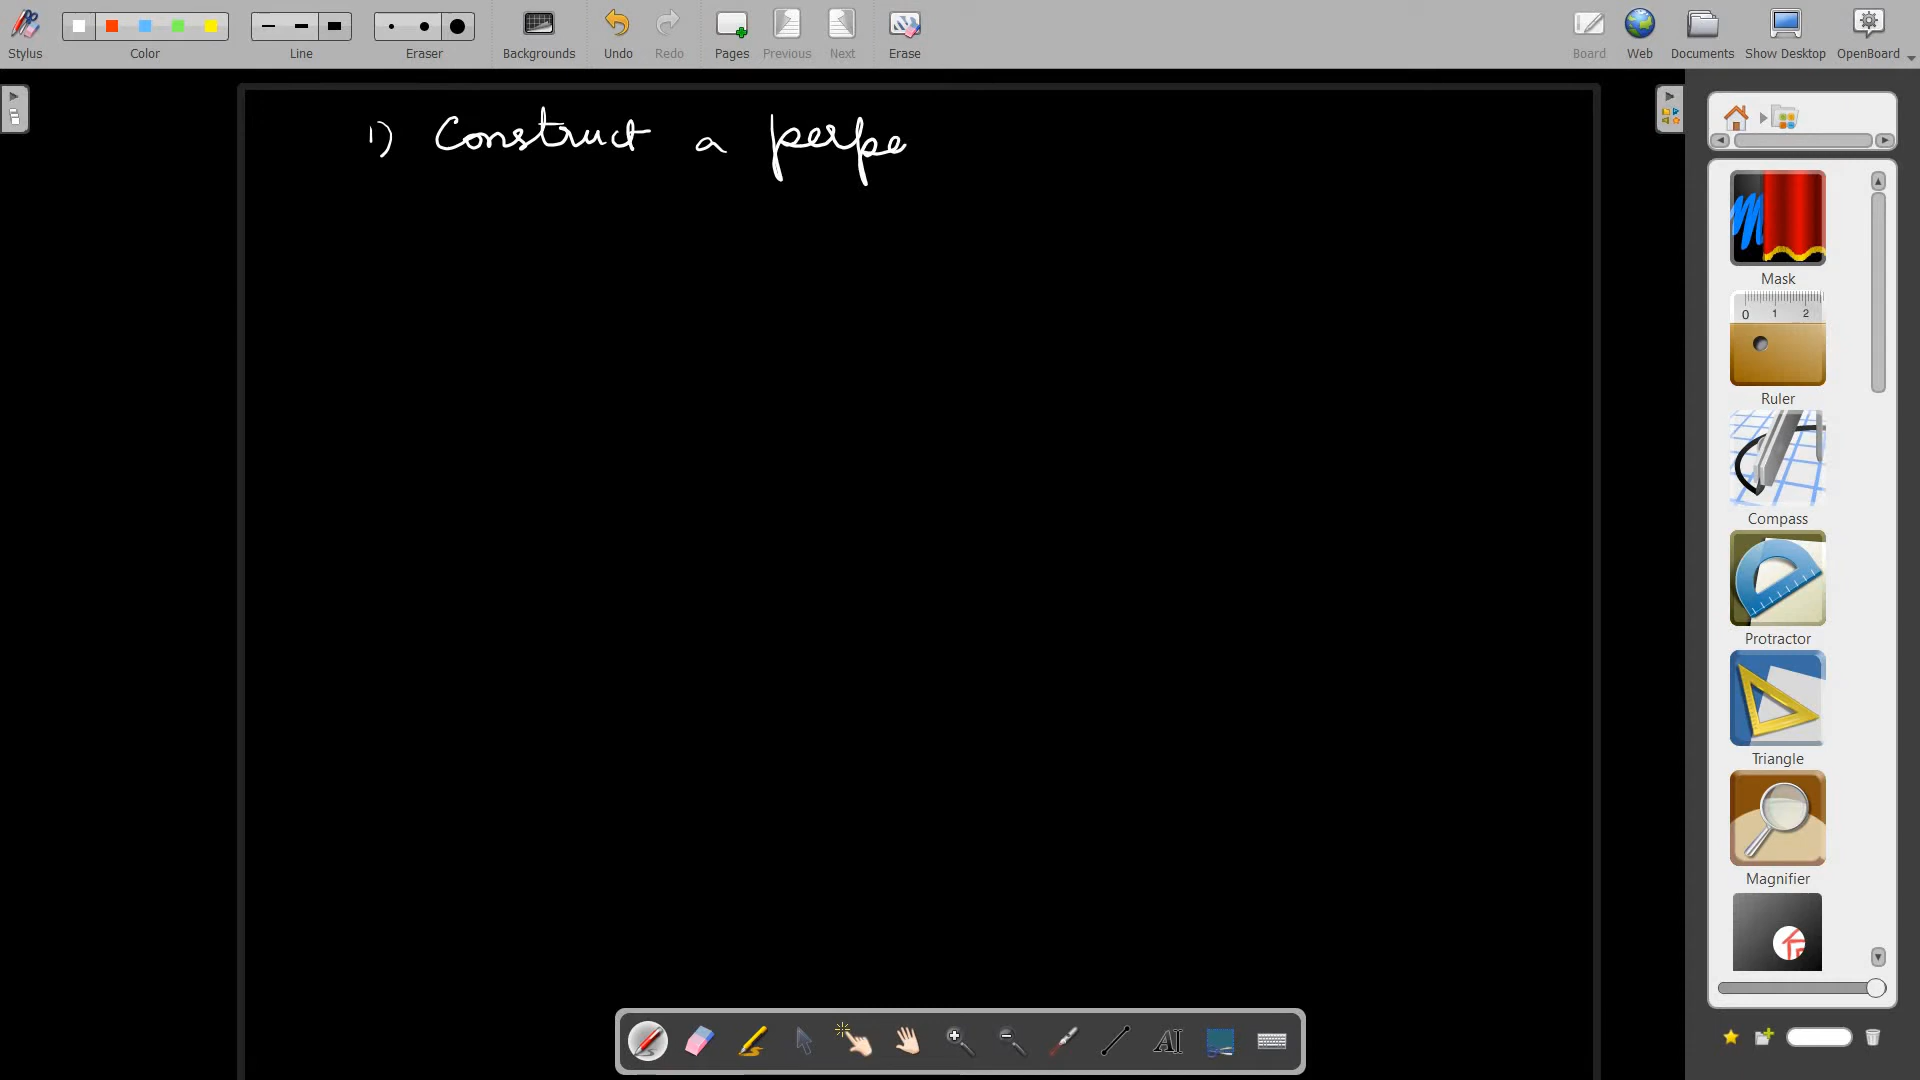 Stylus Color Line Eraser Backgrounds Undo Redo Pages Previous Next Erase Board Web Documents Show Desktop OpenBoard
1) Construct a perpe
Mask
0 1 2
Ruler
Compass
Protractor
Triangle
Magnifier
AI